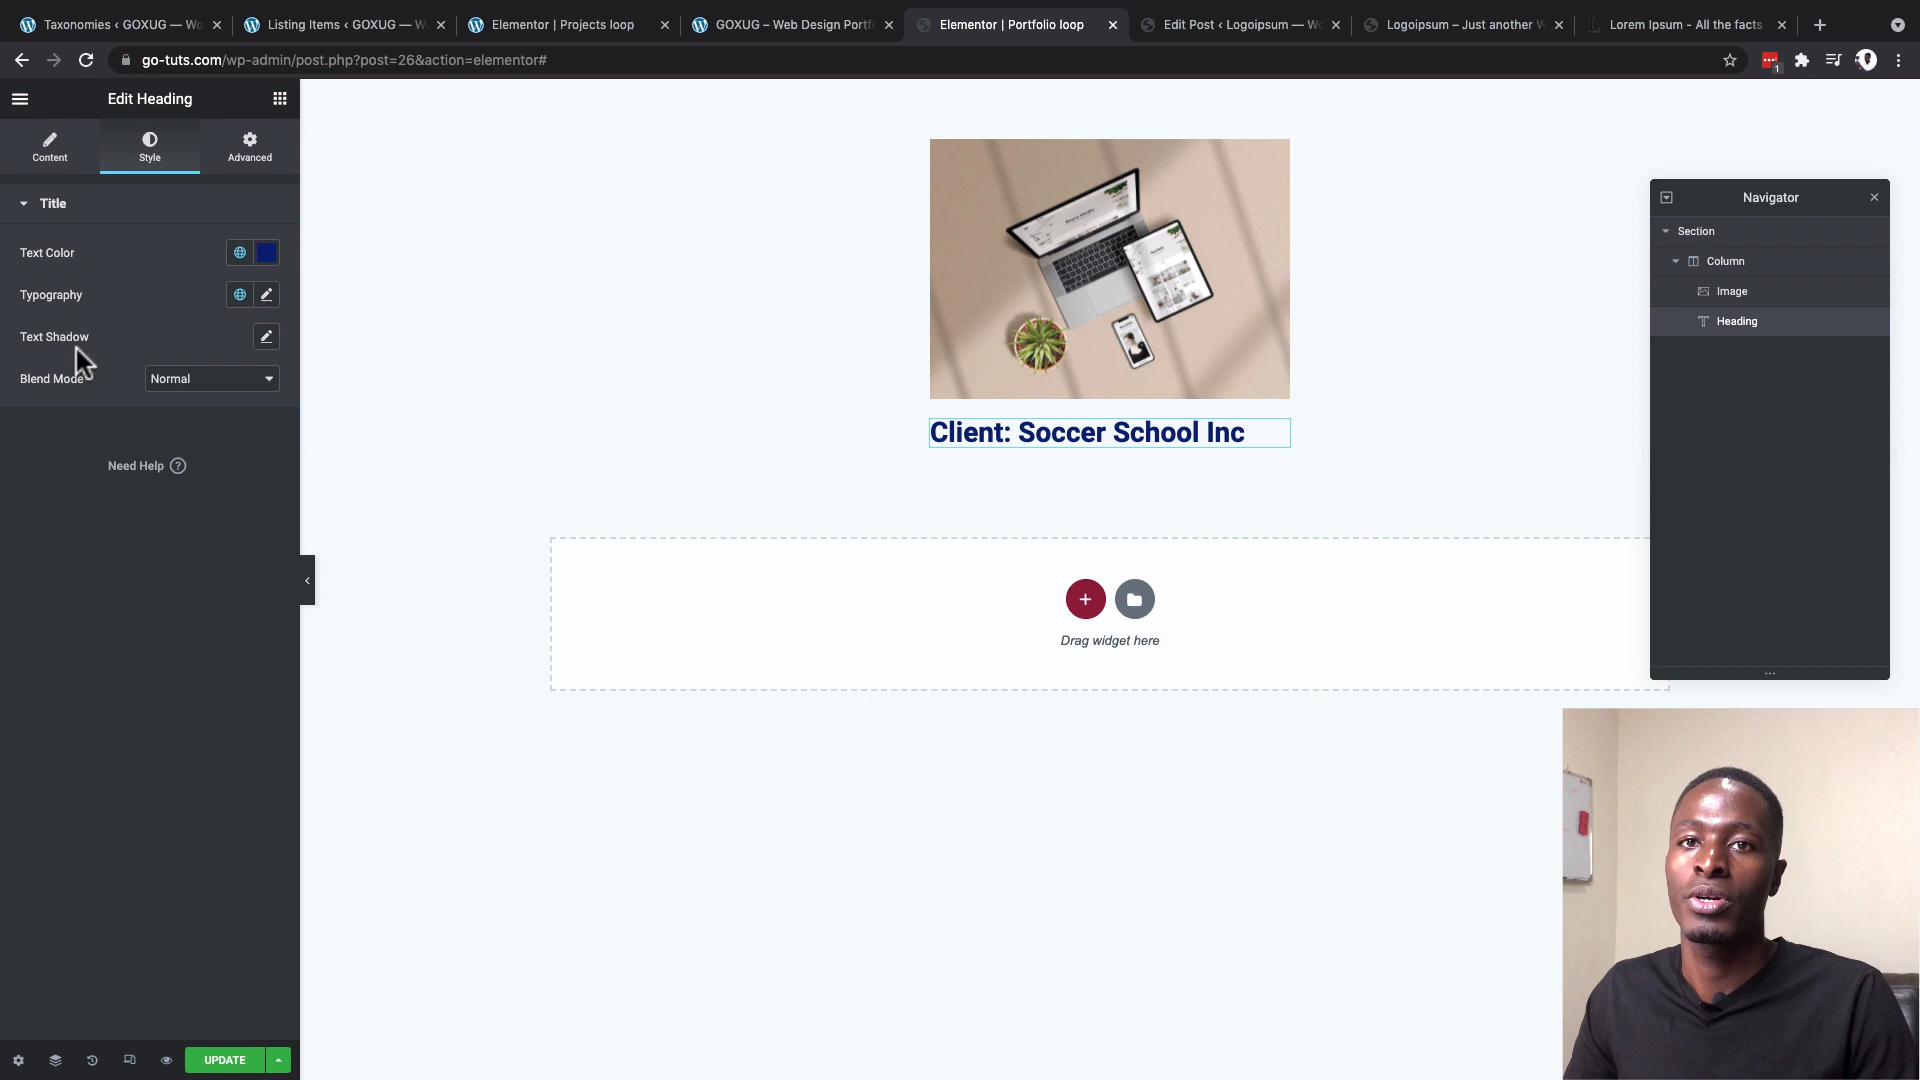 Taxonomies ‹ GOXUG — Wo
Listing Items ‹ GOXUG — W
Elementor | Projects loop
GOXUG – Web Design Portf
Elementor | Portfolio loop
Edit Post ‹ Logoipsum — Wo
Logoipsum – Just another W
Lorem Ipsum - All the facts
go-tuts.com/wp-admin/post.php?post=26&action=elementor#
1
Edit Heading
Content
Style
Advanced
Title
Text Color
Typography
Text Shadow
Blend Mode
Normal
Need Help ?
Client: Soccer School Inc
Drag widget here
Navigator
Section
Column
Image
Heading
UPDATE